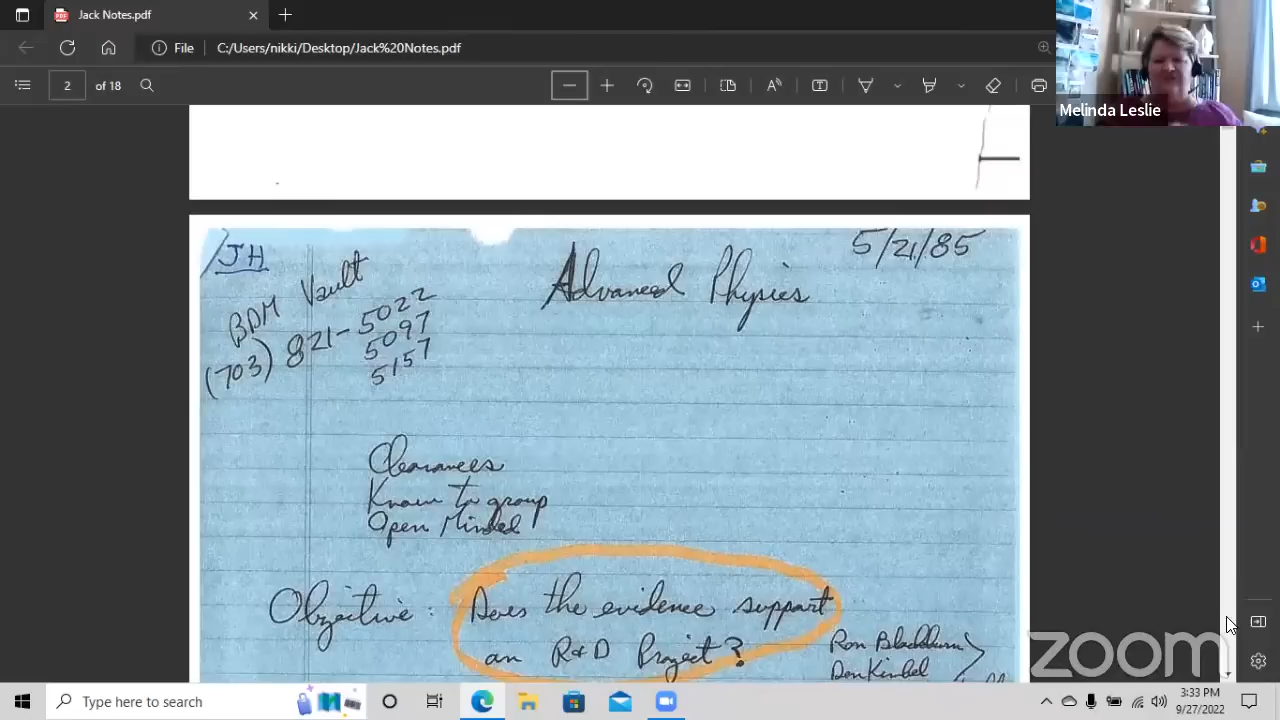 Jack Notes.pdf
File
C:/Users/nikki/Desktop/Jack%20Notes.pdf
2 of 18
Melinda Leslie
JH
BDM Vault
(703) 821-5022
5097
5157
Advanced Physics
5/21/85
Clearances
Known to group
Open Minded
Objective: Does the evidence support
an R&D Project?
Ron Blackburn
Don Kimbel
zoom
Type here to search
3:33 PM
9/27/2022